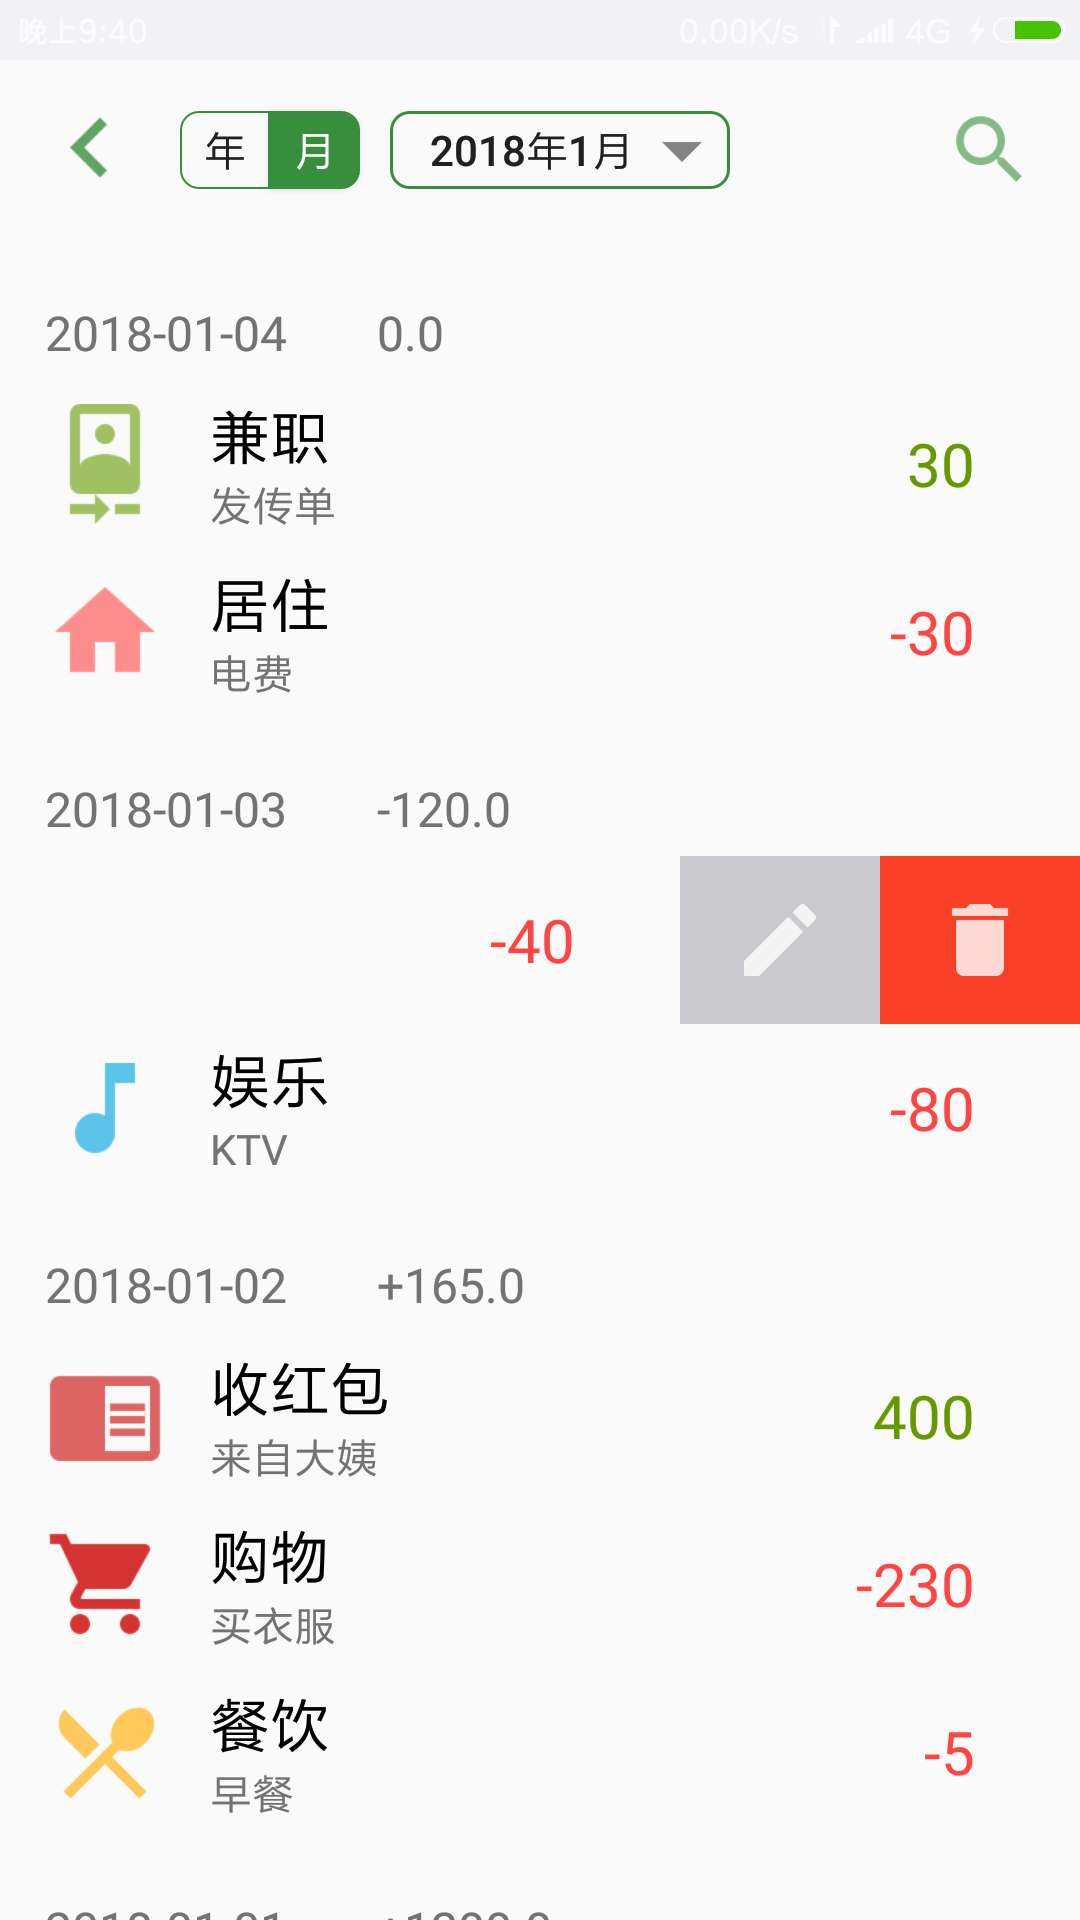 晚上9:40
0.00K/s 4G
年 月 2018年1月
2018-01-04 0.0
兼职
发传单
30
居住
电费
-30
2018-01-03 -120.0
-40
娱乐
KTV
-80
2018-01-02 +165.0
收红包
来自大姨
400
购物
买衣服
-230
餐饮
早餐
-5